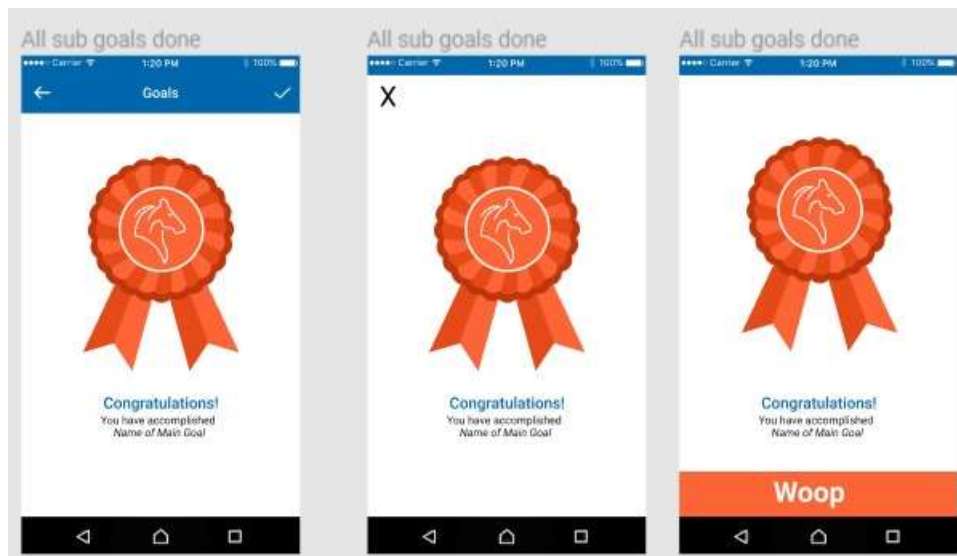 All sub goals done
Carrier 1:20 PM 100%
Goals
Congratulations!
You have accomplished
Name of Main Goal
All sub goals done
Carrier 1:20 PM 100%
X
Congratulations!
You have accomplished
Name of Main Goal
All sub goals done
Carrier 1:20 PM 100%
Congratulations!
You have accomplished
Name of Main Goal
Woop